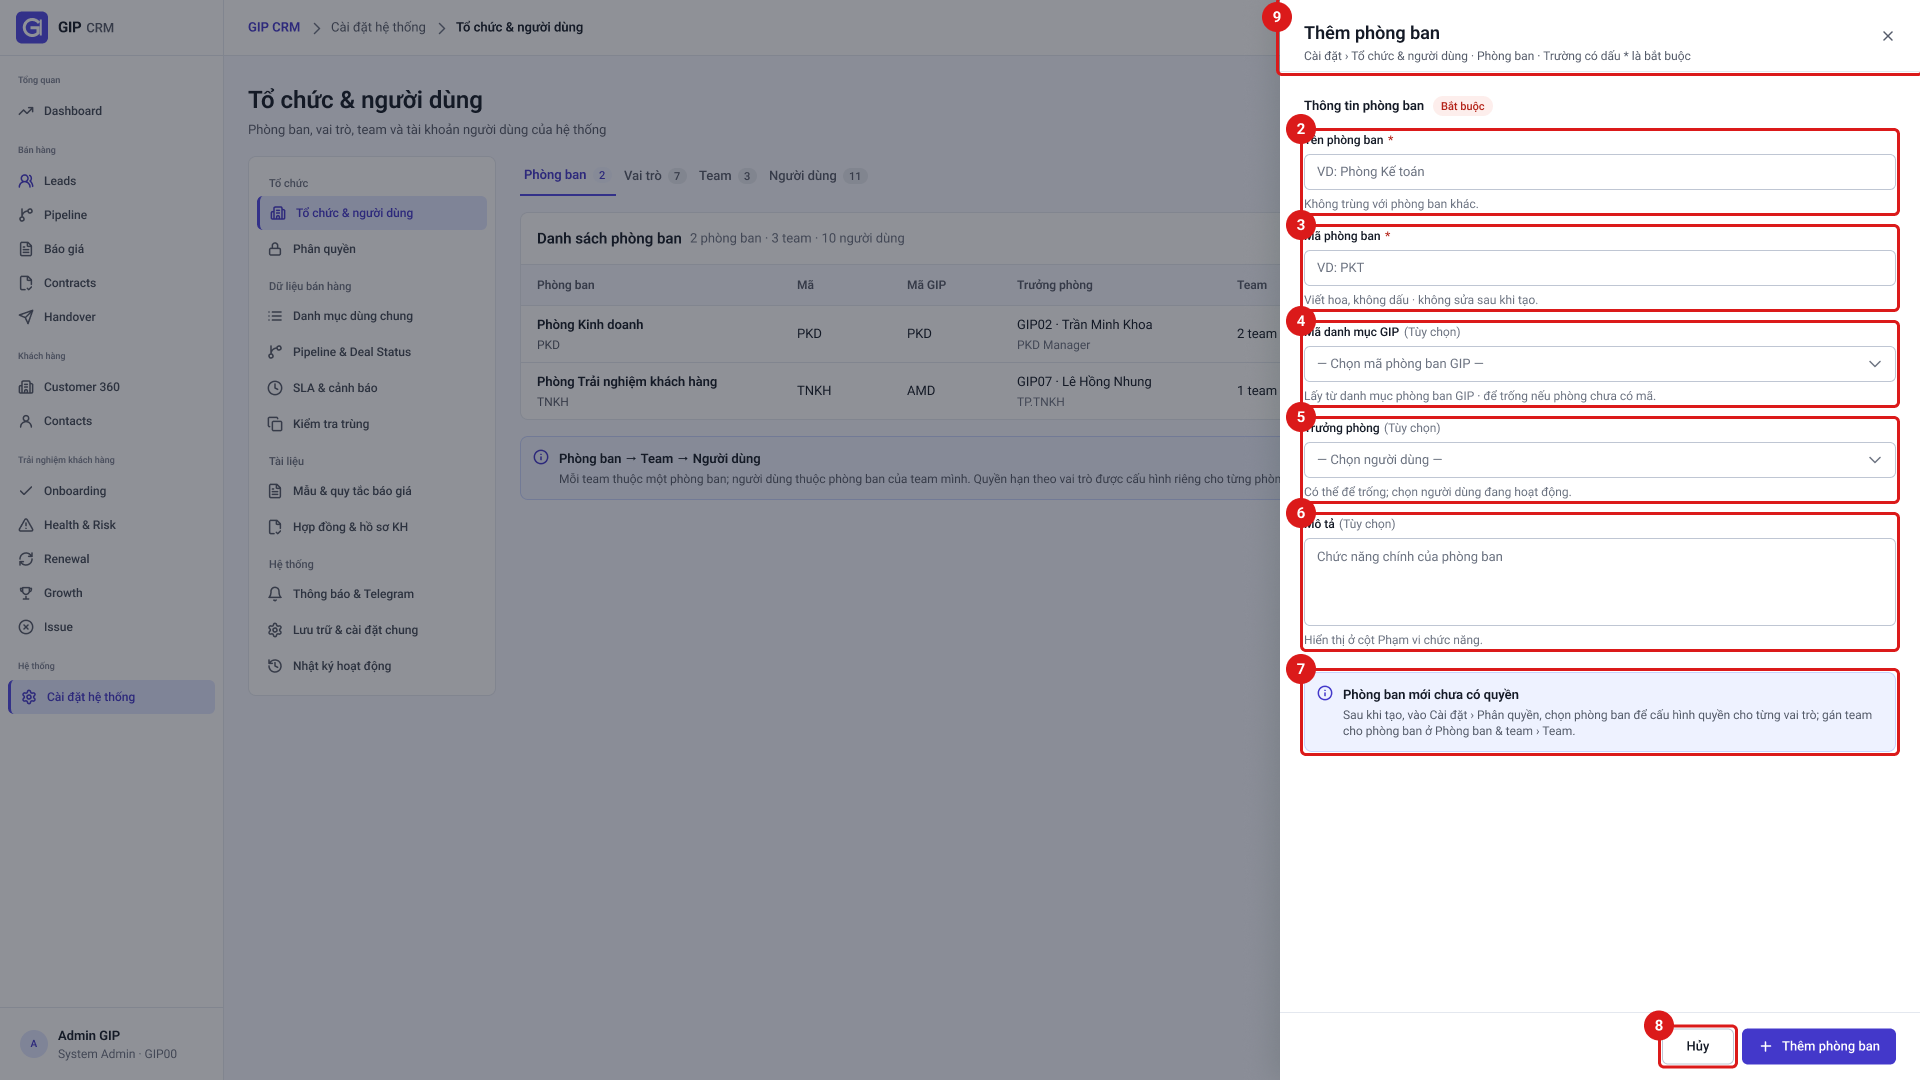 GIP CRM
Tổng quan
Dashboard
Bán hàng
Leads
Pipeline
Báo giá
Contracts
Handover
Khách hàng
Customer 360
Contacts
Trải nghiệm khách hàng
Onboarding
Health & Risk
Renewal
Growth
Issue
Hệ thống
Cài đặt hệ thống
A
Admin GIP
System Admin · GIP00
GIP CRM
Cài đặt hệ thống
Tổ chức & người dùng
Tổ chức & người dùng
Phòng ban, vai trò, team và tài khoản người dùng của hệ thống
Tổ chức
Tổ chức & người dùng
Phân quyền
Dữ liệu bán hàng
Danh mục dùng chung
Pipeline & Deal Status
SLA & cảnh báo
Kiểm tra trùng
Tài liệu
Mẫu & quy tắc báo giá
Hợp đồng & hồ sơ KH
Hệ thống
Thông báo & Telegram
Lưu trữ & cài đặt chung
Nhật ký hoạt động
Phòng ban 2 Vai trò 7 Team 3 Người dùng 11
Danh sách phòng ban 2 phòng ban · 3 team · 10 người dùng
Phòng ban Mã Mã GIP Trưởng phòng Team
Phòng Kinh doanh
PKD
PKD
PKD
GIP02 · Trần Minh Khoa
PKD Manager
2 team
Phòng Trải nghiệm khách hàng
TNKH
TNKH
AMD
GIP07 · Lê Hồng Nhung
TP.TNKH
1 team
Phòng ban → Team → Người dùng
Mỗi team thuộc một phòng ban; người dùng thuộc phòng ban của team mình. Quyền hạn theo vai trò được cấu hình riêng cho từng phòn
9
Thêm phòng ban
Cài đặt › Tổ chức & người dùng · Phòng ban · Trường có dấu * là bắt buộc
Thông tin phòng ban Bắt buộc
2
ên phòng ban *
VD: Phòng Kế toán
Không trùng với phòng ban khác.
3
ã phòng ban *
VD: PKT
Viết hoa, không dấu · không sửa sau khi tạo.
4
ã danh mục GIP (Tùy chọn)
— Chọn mã phòng ban GIP —
Lấy từ danh mục phòng ban GIP · để trống nếu phòng chưa có mã.
5
rưởng phòng (Tùy chọn)
— Chọn người dùng —
Có thể để trống; chọn người dùng đang hoạt động.
6
ô tả (Tùy chọn)
Chức năng chính của phòng ban
Hiển thị ở cột Phạm vi chức năng.
7
Phòng ban mới chưa có quyền
Sau khi tạo, vào Cài đặt › Phân quyền, chọn phòng ban để cấu hình quyền cho từng vai trò; gán team
cho phòng ban ở Phòng ban & team › Team.
8
Hủy
Thêm phòng ban